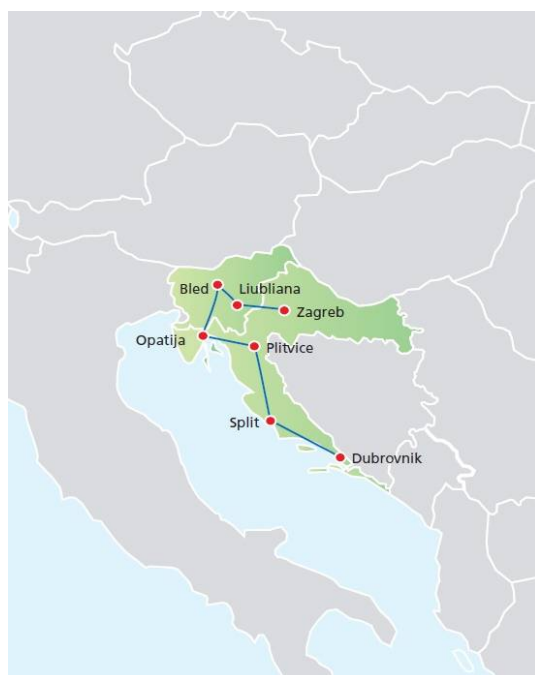 Bled
Liubliana
Zagreb
Opatija
Plitvice
Split
Dubrovnik